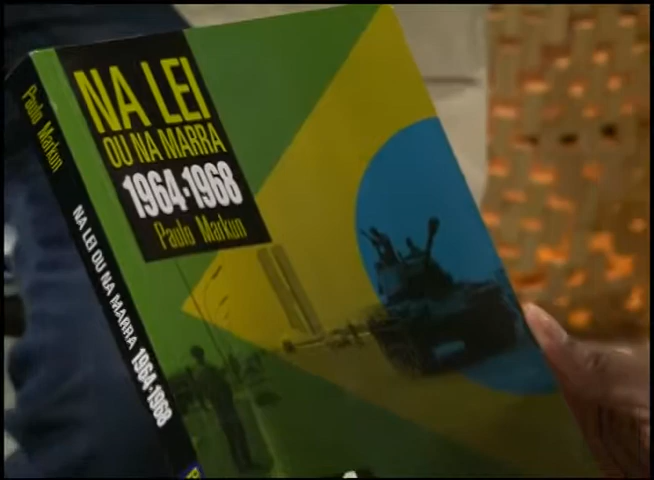 NA LEI
OU NA MARRA
1964-1968
Paulo Markun
Paulo Markun
NA LEI OU NA MARRA 1964-1968